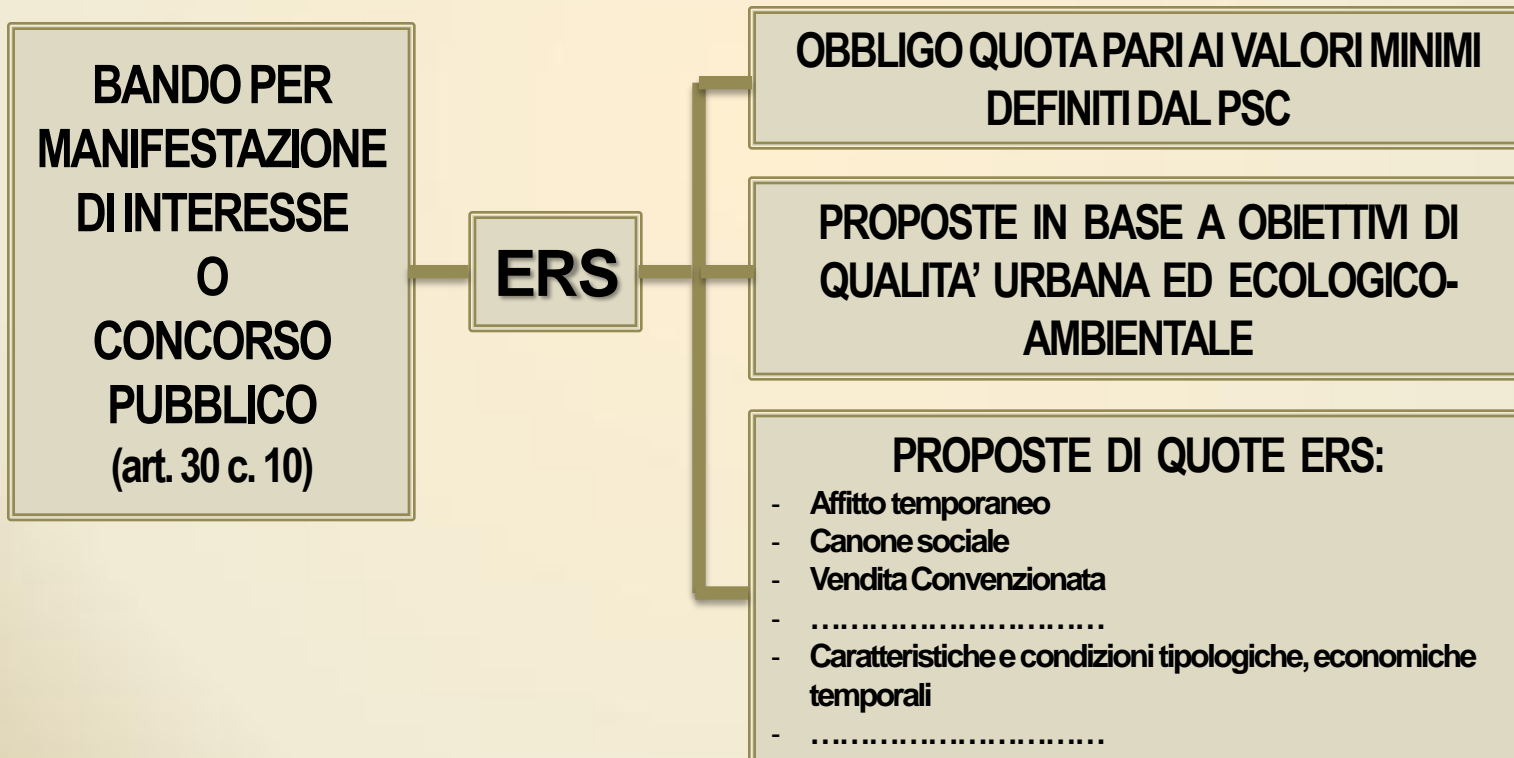 BANDO PER
MANIFESTAZIONE
DI INTERESSE
O
CONCORSO
PUBBLICO
(art. 30 c. 10)
ERS
OBBLIGO QUOTA PARI AI VALORI MINIMI
DEFINITI DAL PSC
PROPOSTE IN BASE A OBIETTIVI DI
QUALITA’ URBANA ED ECOLOGICO-
AMBIENTALE
PROPOSTE DI QUOTE ERS:
- Affitto temporaneo
- Canone sociale
- Vendita Convenzionata
- …………………………
- Caratteristiche e condizioni tipologiche, economiche
temporali
- …………………………